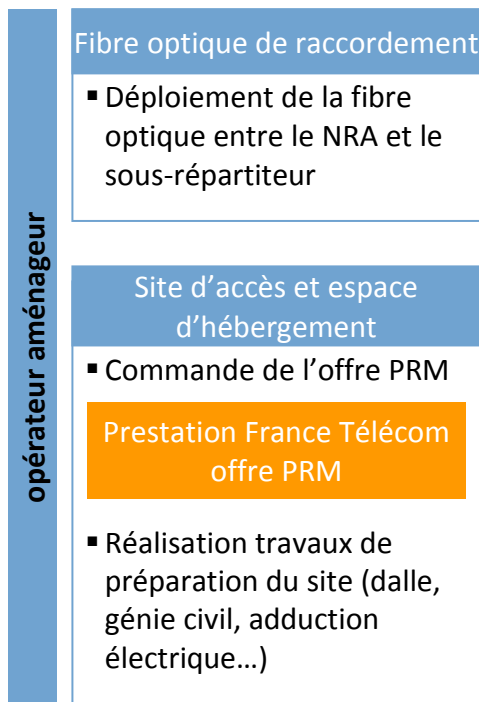 opérateur aménageur
Fibre optique de raccordement
▪ Déploiement de la fibre
optique entre le NRA et le
sous-répartiteur
Site d’accès et espace
d’hébergement
▪ Commande de l’offre PRM
Prestation France Télécom
offre PRM
▪ Réalisation travaux de
préparation du site (dalle,
génie civil, adduction
électrique…)